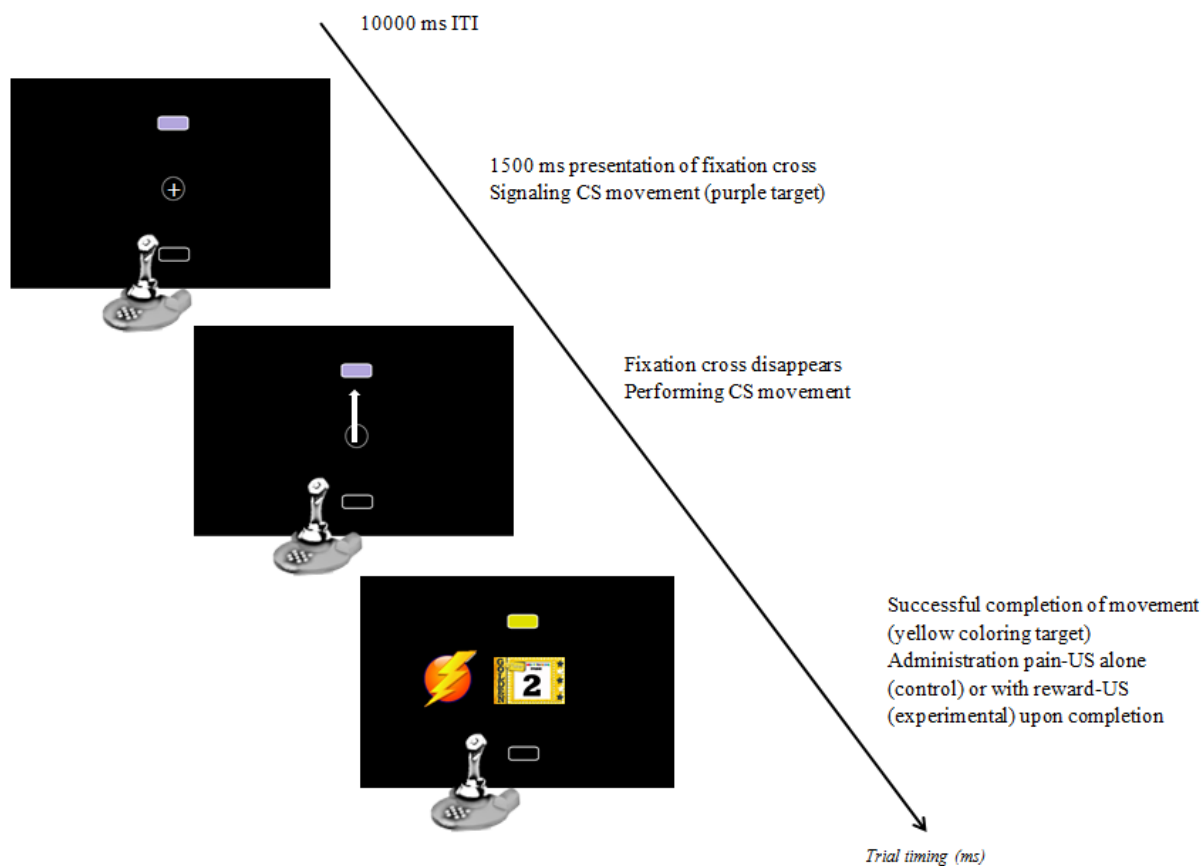 10000 ms ITI
1500 ms presentation of fixation cross
Signaling CS movement (purple target)
Fixation cross disappears
Performing CS movement
Successful completion of movement
(yellow coloring target)
Administration pain-US alone
(control) or with reward-US
(experimental) upon completion
GOLDEN
2
Trial timing (ms)